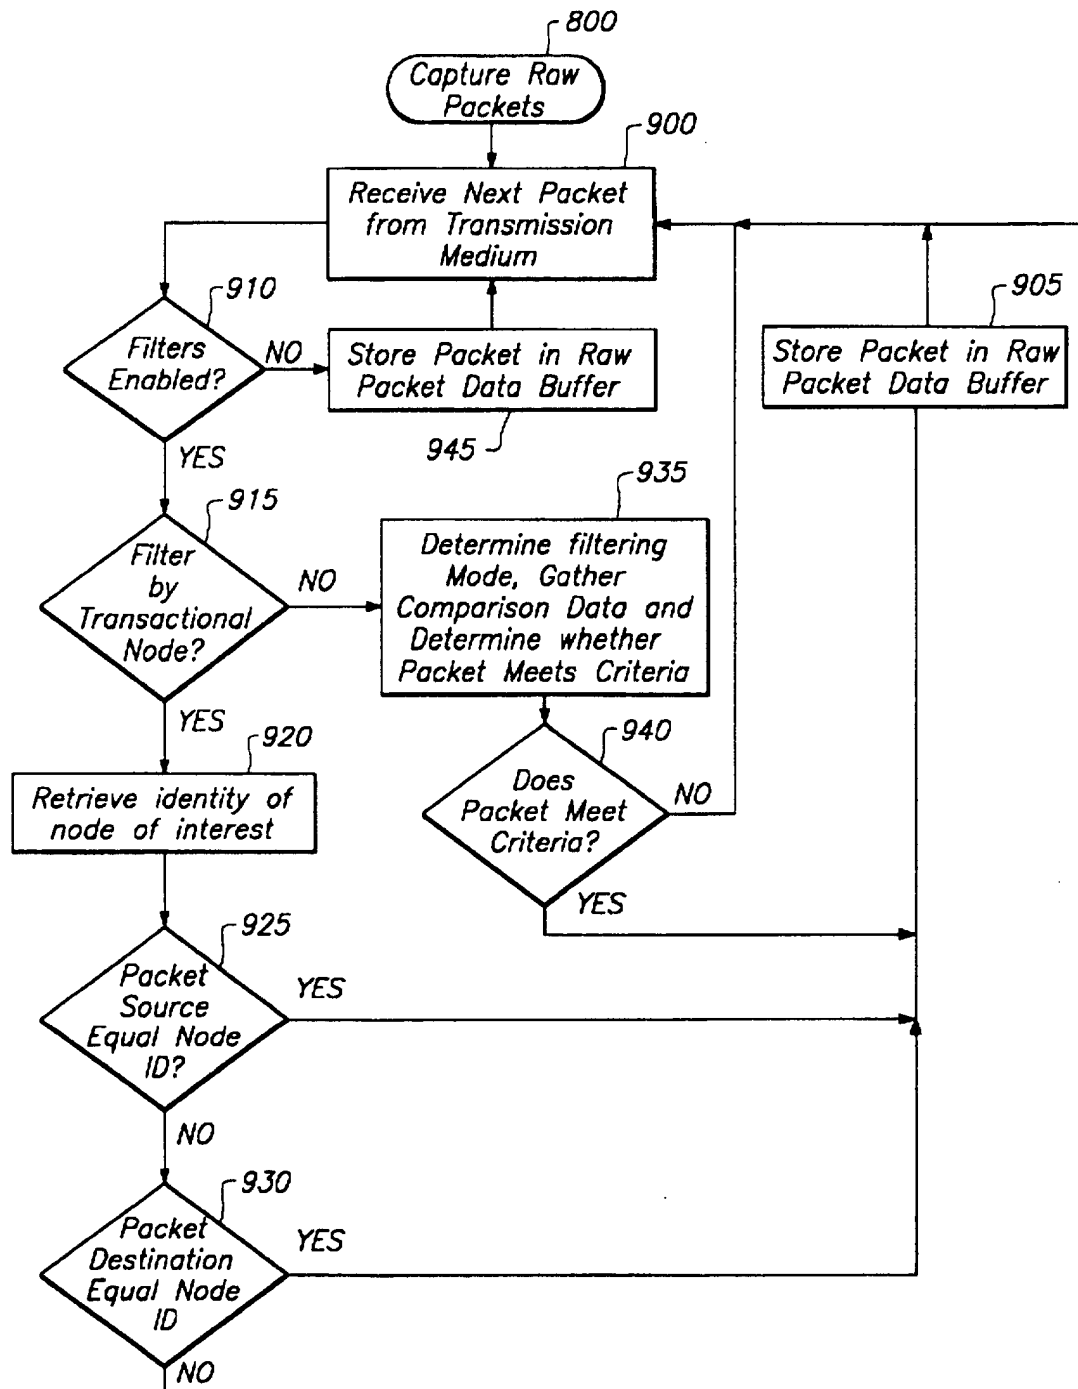 800
Capture Raw
Packets
900
Receive Next Packet
from Transmission
Medium
910
Filters
Enabled?
NO
Store Packet in Raw
Packet Data Buffer
945
905
Store Packet in Raw
Packet Data Buffer
YES
915
Filter
by
Transactional
Node?
NO
935
Determine filtering
Mode, Gather
Comparison Data and
Determine whether
Packet Meets Criteria
YES
920
Retrieve identity of
node of interest
940
Does
Packet Meet
Criteria?
NO
YES
925
Packet
Source
Equal Node
ID?
YES
NO
930
Packet
Destination
Equal Node
ID
YES
NO